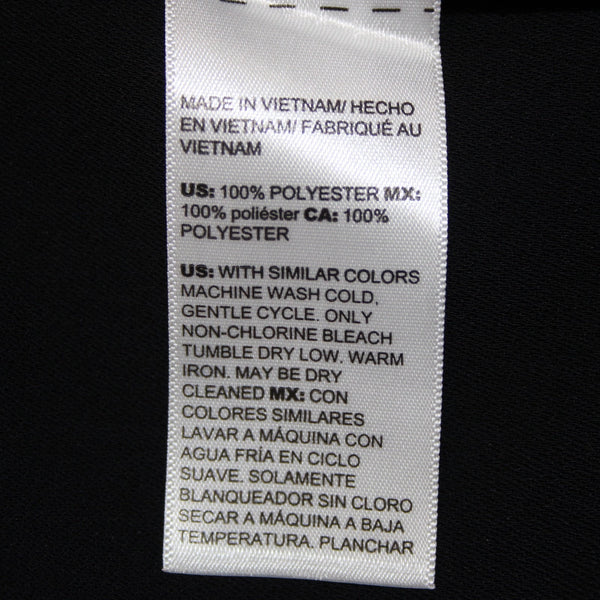 MADE IN VIETNAM/ HECHO
EN VIETNAM/ FABRIQUÉ AU
VIETNAM
US: 100% POLYESTER MX:
100% poliéster CA: 100%
POLYESTER
US: WITH SIMILAR COLORS
MACHINE WASH COLD,
GENTLE CYCLE. ONLY
NON-CHLORINE BLEACH
TUMBLE DRY LOW. WARM
IRON. MAY BE DRY
CLEANED MX: CON
COLORES SIMILARES
LAVAR A MÁQUINA CON
AGUA FRÍA EN CICLO
SUAVE. SOLAMENTE
BLANQUEADOR SIN CLORO
SECAR A MÁQUINA A BAJA
TEMPERATURA. PLANCHAR